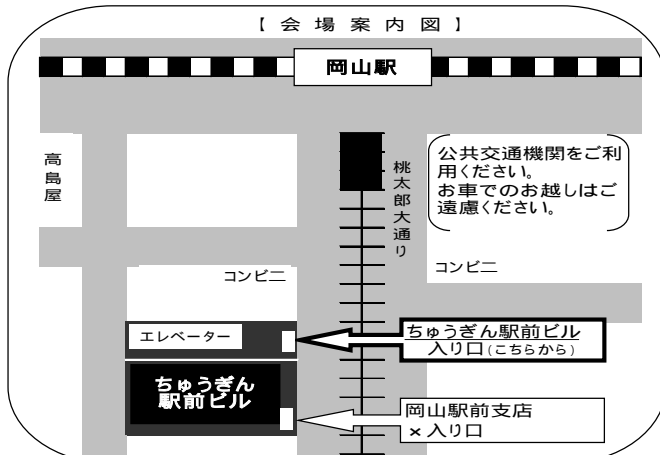 【会場案内図】
岡山駅
高島屋
桃太郎大通り
公共交通機関をご利
用ください。
お車でのお越しはご
遠慮ください。
コンビニ
コンビニ
エレベーター
ちゅうぎん駅前ビル
入り口(こちらから)
ちゅうぎん
駅前ビル
岡山駅前支店
×入り口